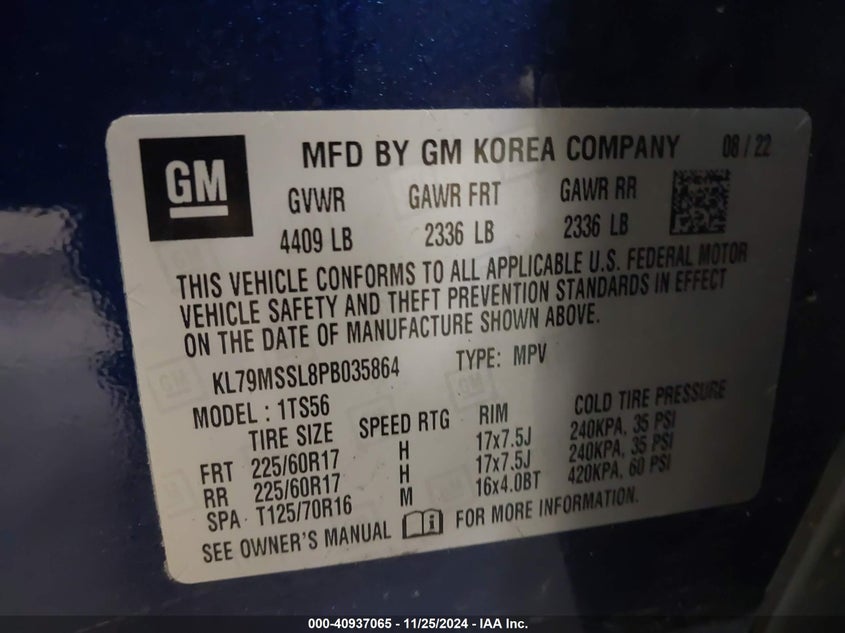 GM
MFD BY GM KOREA COMPANY 08 / 22
GVWR GAWR FRT GAWR RR
4409 LB 2336 LB 2336 LB
THIS VEHICLE CONFORMS TO ALL APPLICABLE U.S. FEDERAL MOTOR
VEHICLE SAFETY AND THEFT PREVENTION STANDARDS IN EFFECT
ON THE DATE OF MANUFACTURE SHOWN ABOVE.
KL79MSSL8PB035864 TYPE: MPV
MODEL : 1TS56
TIRE SIZE SPEED RTG RIM COLD TIRE PRESSURE
FRT 225/60R17 H 17x7.5J 240KPA, 35 PSI
RR 225/60R17 H 17x7.5J 240KPA, 35 PSI
SPA T125/70R16 M 16x4.0BT 420KPA, 60 PSI
SEE OWNER'S MANUAL FOR MORE INFORMATION.
000-40937065 - 11/25/2024 - IAA Inc.